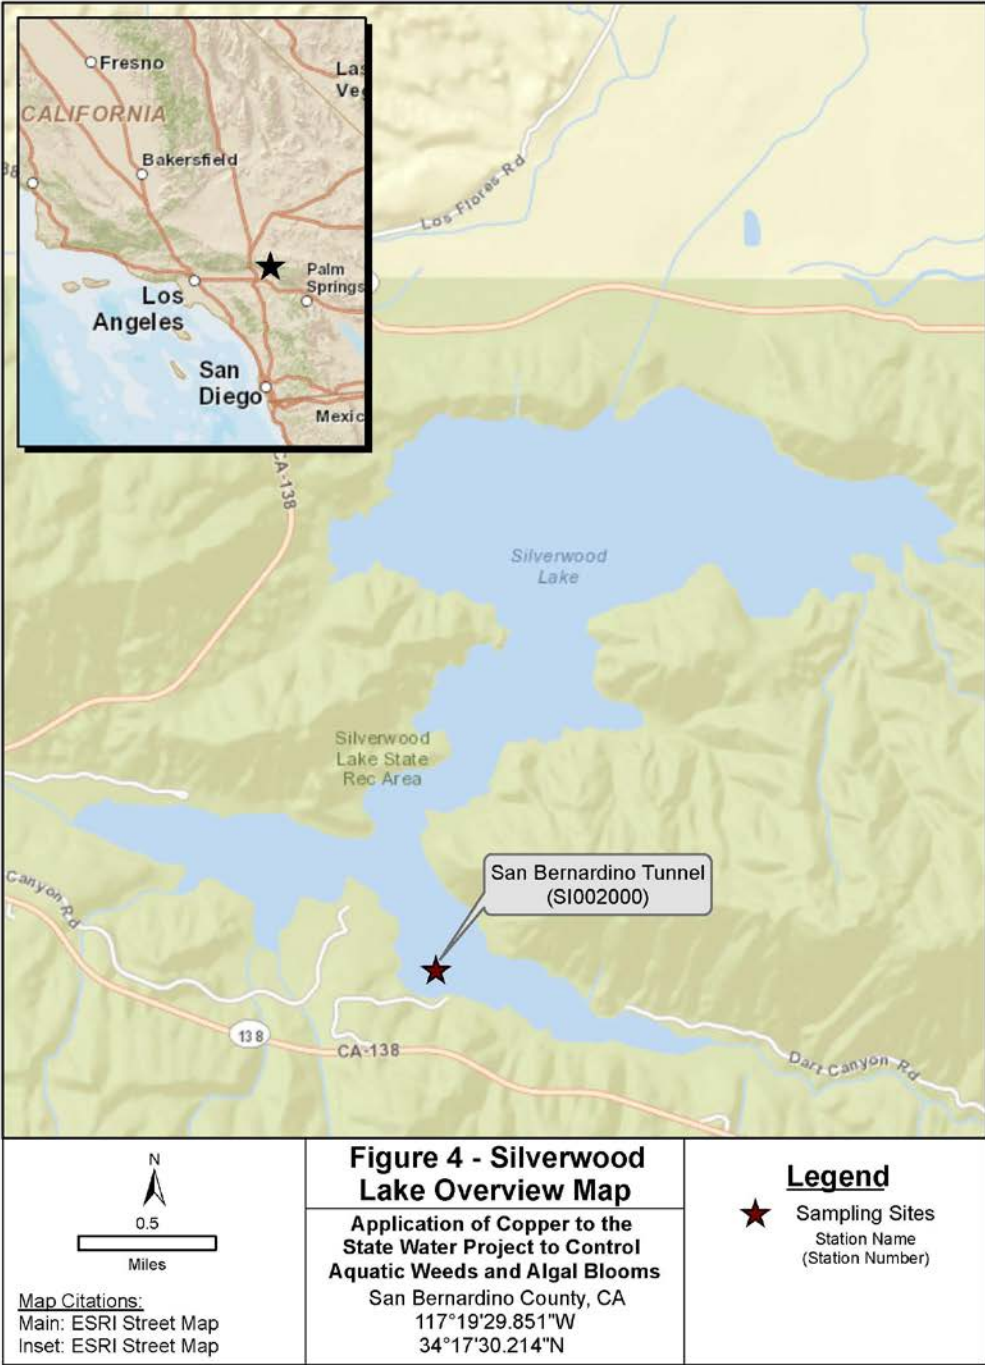 Fresno
Las
Ve
CALIFORNIA
Bakersfield
Palm
Springs
Los
Angeles
San
Diego
Mexic
Los Flores Rd
CA-138
Silverwood
Lake
Silverwood
Lake State
Rec Area
San Bernardino Tunnel
(SI002000)
Canyon Rd
138
CA-138
Dart Canyon Rd
N
0.5
Miles
Map Citations:
Main: ESRI Street Map
Inset: ESRI Street Map
Figure 4 - Silverwood
Lake Overview Map
Application of Copper to the
State Water Project to Control
Aquatic Weeds and Algal Blooms
San Bernardino County, CA
117°19'29.851"W
34°17'30.214"N
Legend
Sampling Sites
Station Name
(Station Number)